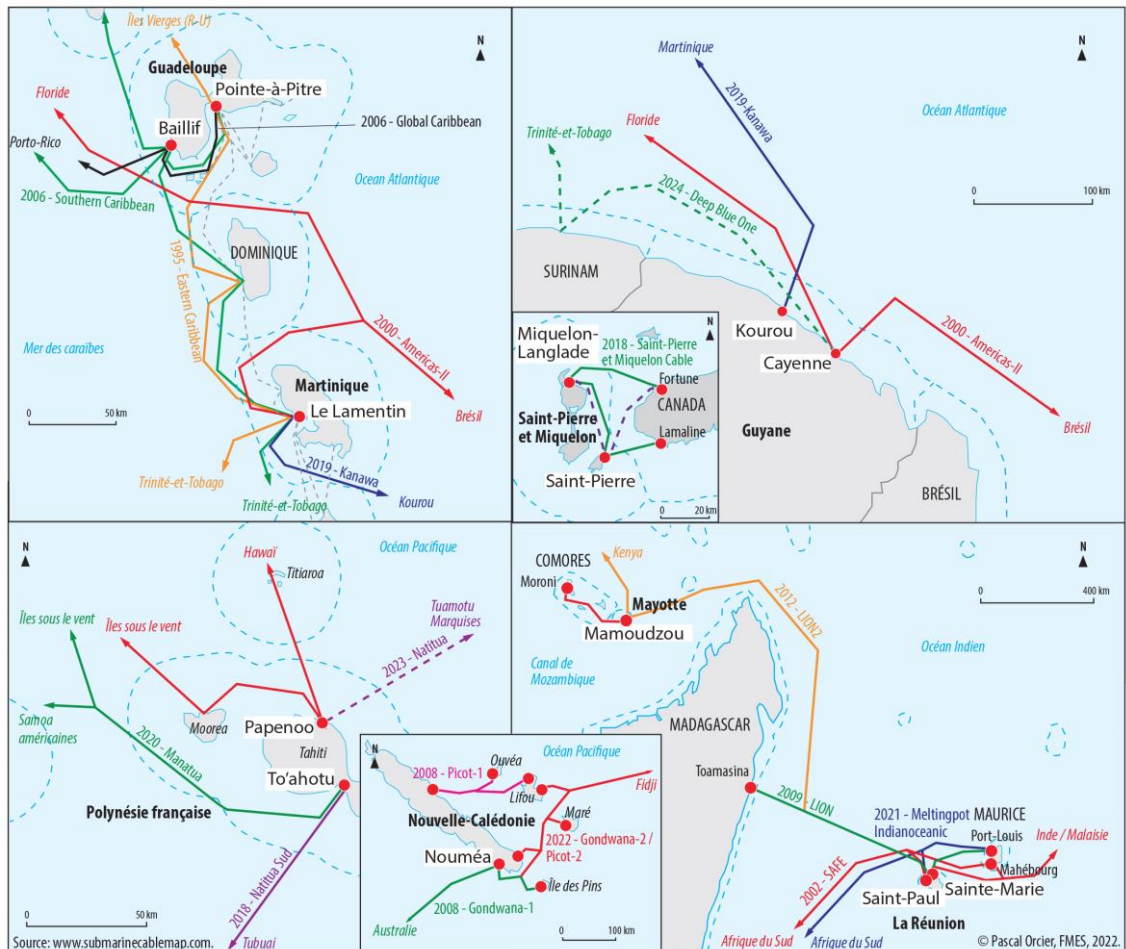 Îles Vierges (R-U)
N
Guadeloupe
Pointe-à-Pitre
Floride
2006 - Global Caribbean
Baillif
Porto-Rico
2006 - Southern Caribbean
Ocean Atlantique
DOMINIQUE
1995 - Eastern Caribbean
Mer des caraïbes
2000 - Americas-II
Martinique
0 50 km
Le Lamentin
Brésil
Trinité-et-Tobago
2019 - Kanawa
Kourou
Trinité-et-Tobago
Martinique
N
2019-Kanawa
Océan Atlantique
Floride
Trinité-et-Tobago
2024 - Deep Blue One
0 100 km
SURINAM
Kourou
Cayenne
2000 - Americas-II
Guyane
Brésil
BRÉSIL
N
Miquelon-
Langlade
2018 - Saint-Pierre
et Miquelon Cable
Fortune
CANADA
Saint-Pierre
et Miquelon
Lamaline
Saint-Pierre
0 20 km
N
Hawaï
Océan Pacifique
Titiaroa
Îles sous le vent
Îles sous le vent
Tuamotu
Marquises
2023 - Natitua
Samoa
américaines
Moorea
Papenoo
Tahiti
2020 - Manatua
To'ahotu
Polynésie française
2018 - Natitua Sud
0 50 km
Source: www.submarinecablemap.com.
Tubuai
N
Ouvéa
Océan Pacifique
2008 - Picot-1
Fidji
Lifou
Nouvelle-Calédonie
Maré
2022 - Gondwana-2 /
Picot-2
Nouméa
Île des Pins
2008 - Gondwana-1
Australie
0 100 km
COMORES
Kenya
Moroni
Mayotte
Mamoudzou
N
0 400 km
2012 - LION2
Canal de
Mozambique
Océan Indien
MADAGASCAR
Toamasina
2009 - LION
2021 - Meltingpot
Indianoceanic
MAURICE
Port-Louis
Inde / Malaisie
Mahébourg
2002 - SAFE
Sainte-Marie
Saint-Paul
La Réunion
Afrique du Sud
Afrique du Sud
© Pascal Orcier, FMES, 2022.